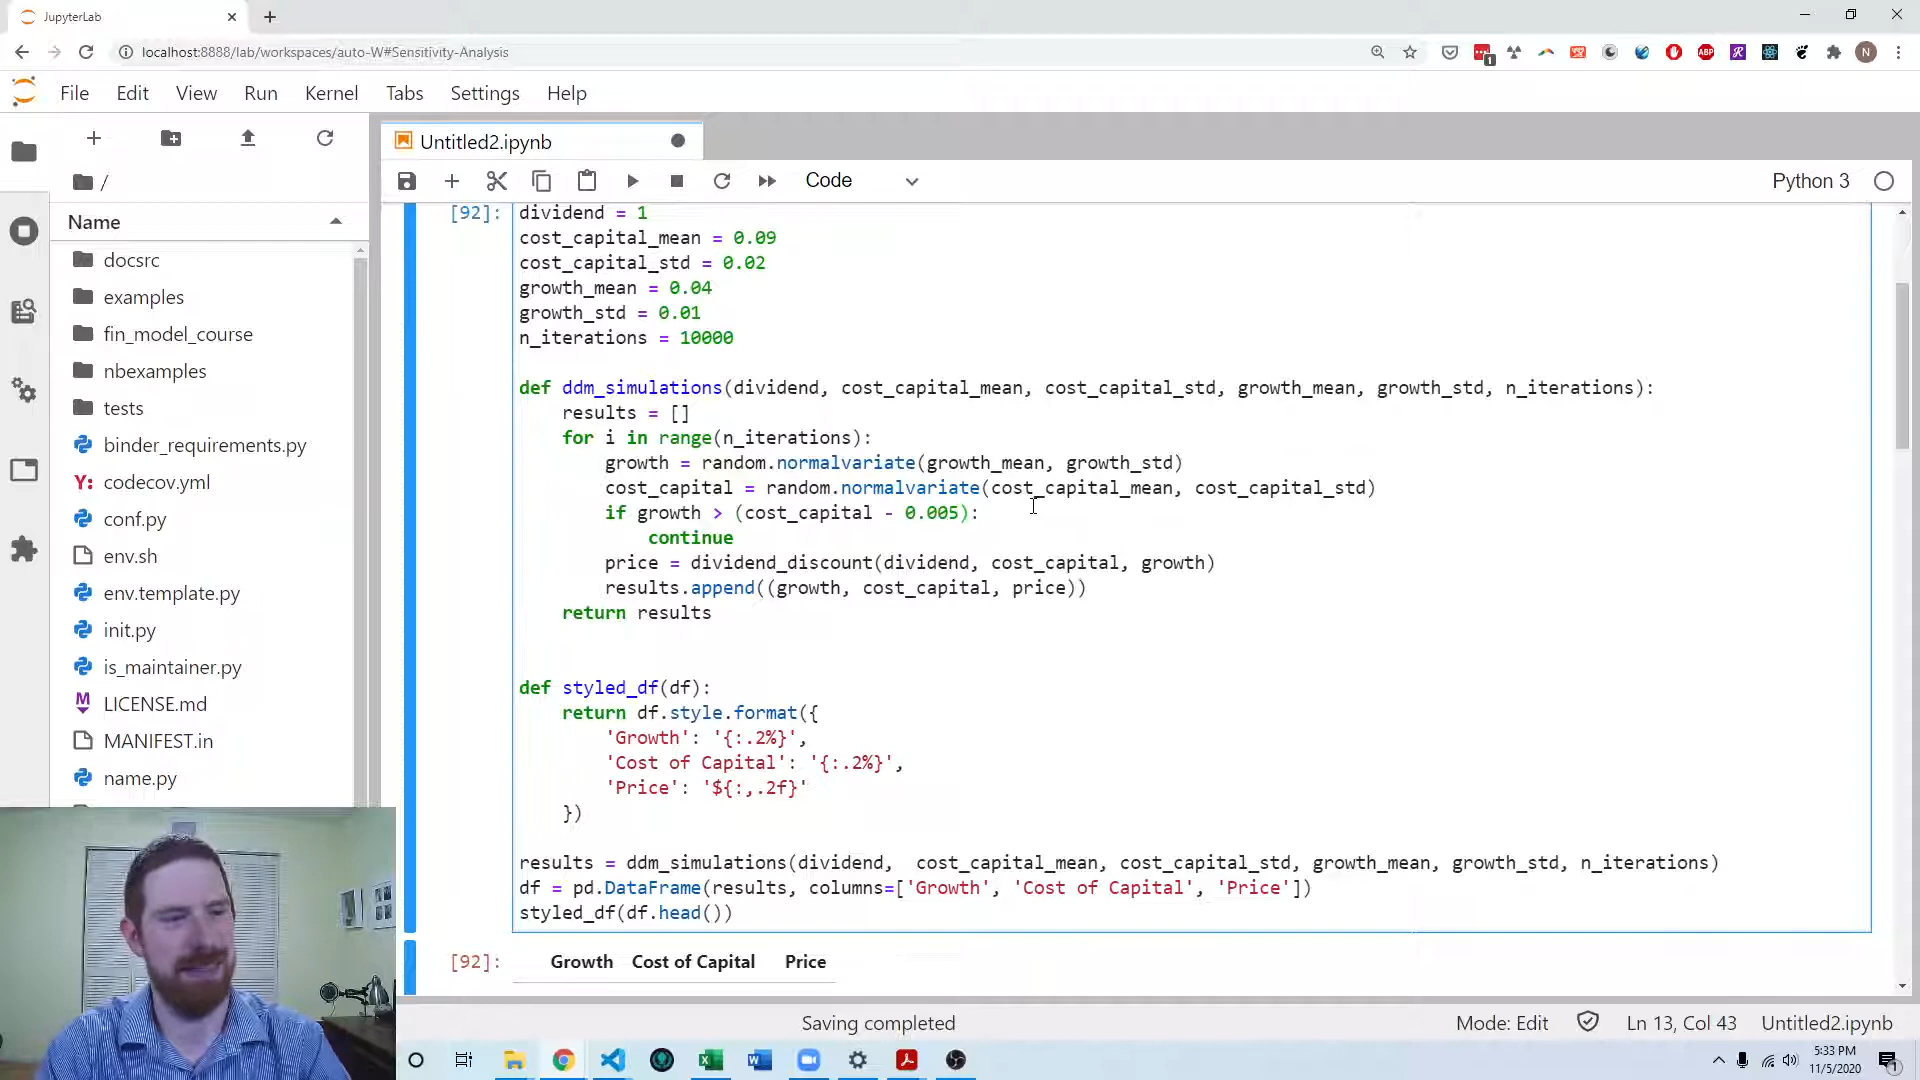 JupyterLab
localhost:8888/lab/workspaces/auto-W#Sensitivity-Analysis
1
ABP
R
N
File Edit View Run Kernel Tabs Settings Help
Untitled2.ipynb
Code
Python 3
/
Name
docsrc
examples
fin_model_course
nbexamples
tests
binder_requirements.py
Y: codecov.yml
conf.py
env.sh
env.template.py
init.py
is_maintainer.py
LICENSE.md
MANIFEST.in
name.py
[92]: dividend = 1
cost_capital_mean = 0.09
cost_capital_std = 0.02
growth_mean = 0.04
growth_std = 0.01
n_iterations = 10000
def ddm_simulations(dividend, cost_capital_mean, cost_capital_std, growth_mean, growth_std, n_iterations):
results = []
for i in range(n_iterations):
growth = random.normalvariate(growth_mean, growth_std)
cost_capital = random.normalvariate(cost_capital_mean, cost_capital_std)
if growth > (cost_capital - 0.005):
continue
price = dividend_discount(dividend, cost_capital, growth)
results.append((growth, cost_capital, price))
return results
def styled_df(df):
return df.style.format({
'Growth': '{:.2%}',
'Cost of Capital': '{:.2%}',
'Price': '${:,.2f}'
})
results = ddm_simulations(dividend,  cost_capital_mean, cost_capital_std, growth_mean, growth_std, n_iterations)
df = pd.DataFrame(results, columns=['Growth', 'Cost of Capital', 'Price'])
styled_df(df.head())
[92]: Growth Cost of Capital Price
Saving completed
Mode: Edit
Ln 13, Col 43
Untitled2.ipynb
5:33 PM
11/5/2020
1